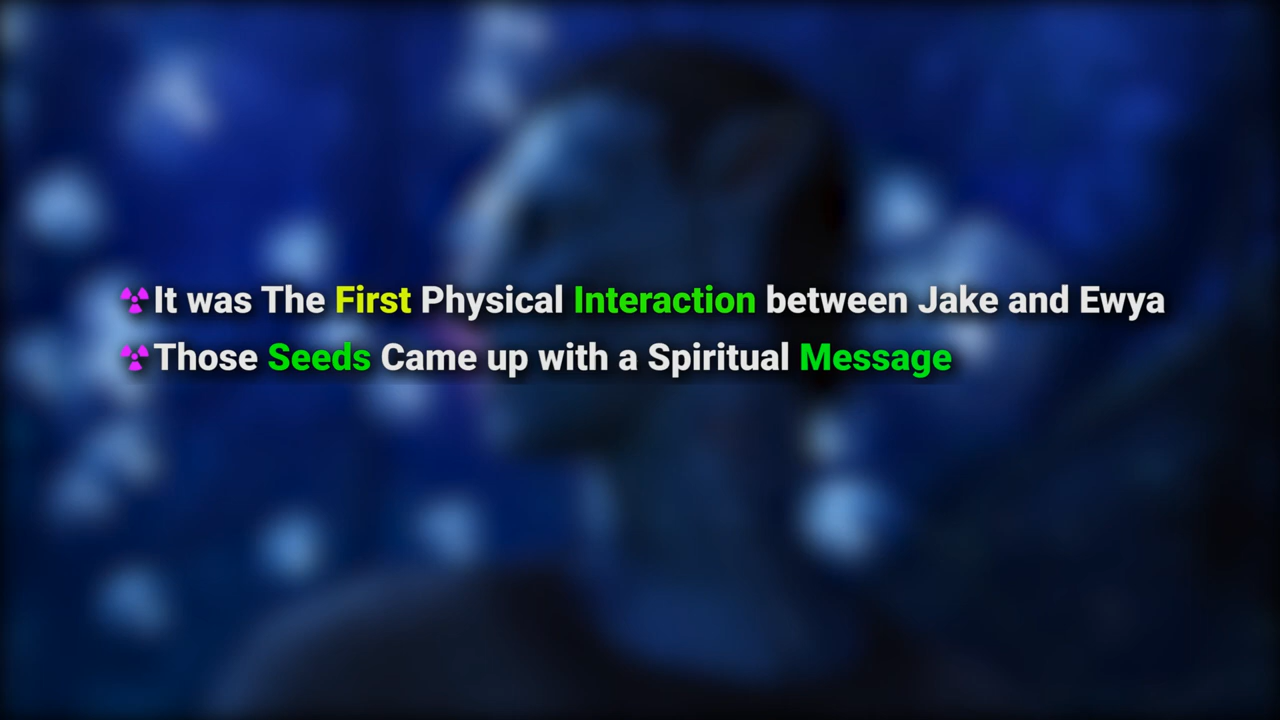 It was The First Physical Interaction between Jake and Ewya
Those Seeds Came up with a Spiritual Message